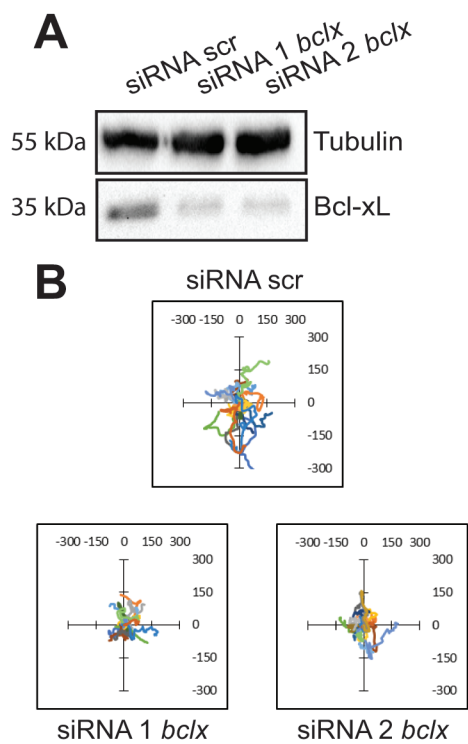 A
siRNA scr
siRNA 1 bclx
siRNA 2 bclx
55 kDa Tubulin
35 kDa Bcl-xL
B
siRNA scr
-300 -150 0 150 300
300
150
0
-150
-300
-300 -150 0 150 300
300
150
0
-150
-300
siRNA 1 bclx
-300 -150 0 150 300
300
150
0
-150
-300
siRNA 2 bclx